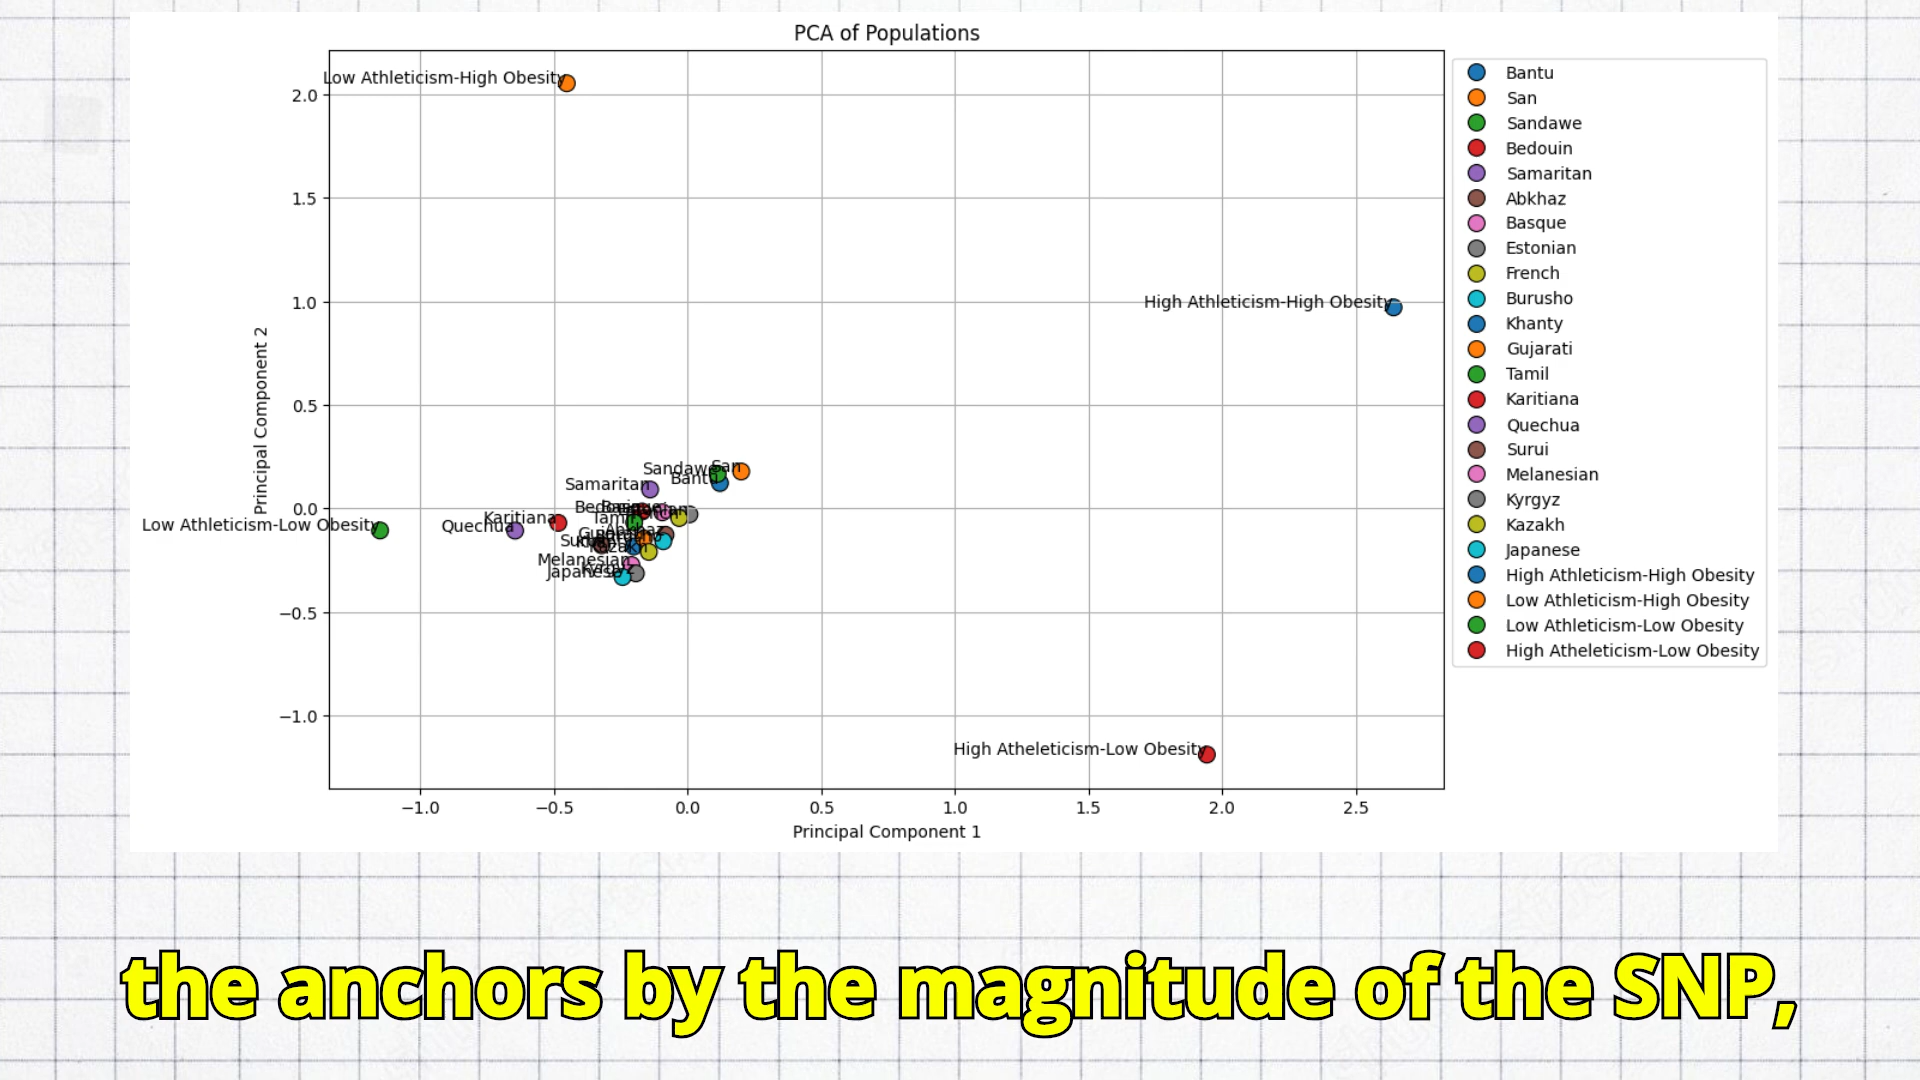 PCA of Populations
Low Athleticism-High Obesity
High Athleticism-High Obesity
Sandawe
San
Bantu
Samaritan
Karitiana
Quechua
Low Athleticism-Low Obesity
Melanesian
Japanese
High Atheleticism-Low Obesity
2.0
1.5
1.0
0.5
0.0
−0.5
−1.0
Principal Component 2
−1.0
−0.5
0.0
0.5
1.0
1.5
2.0
2.5
Principal Component 1
Bantu
San
Sandawe
Bedouin
Samaritan
Abkhaz
Basque
Estonian
French
Burusho
Khanty
Gujarati
Tamil
Karitiana
Quechua
Surui
Melanesian
Kyrgyz
Kazakh
Japanese
High Athleticism-High Obesity
Low Athleticism-High Obesity
Low Athleticism-Low Obesity
High Atheleticism-Low Obesity
the anchors by the magnitude of the SNP,